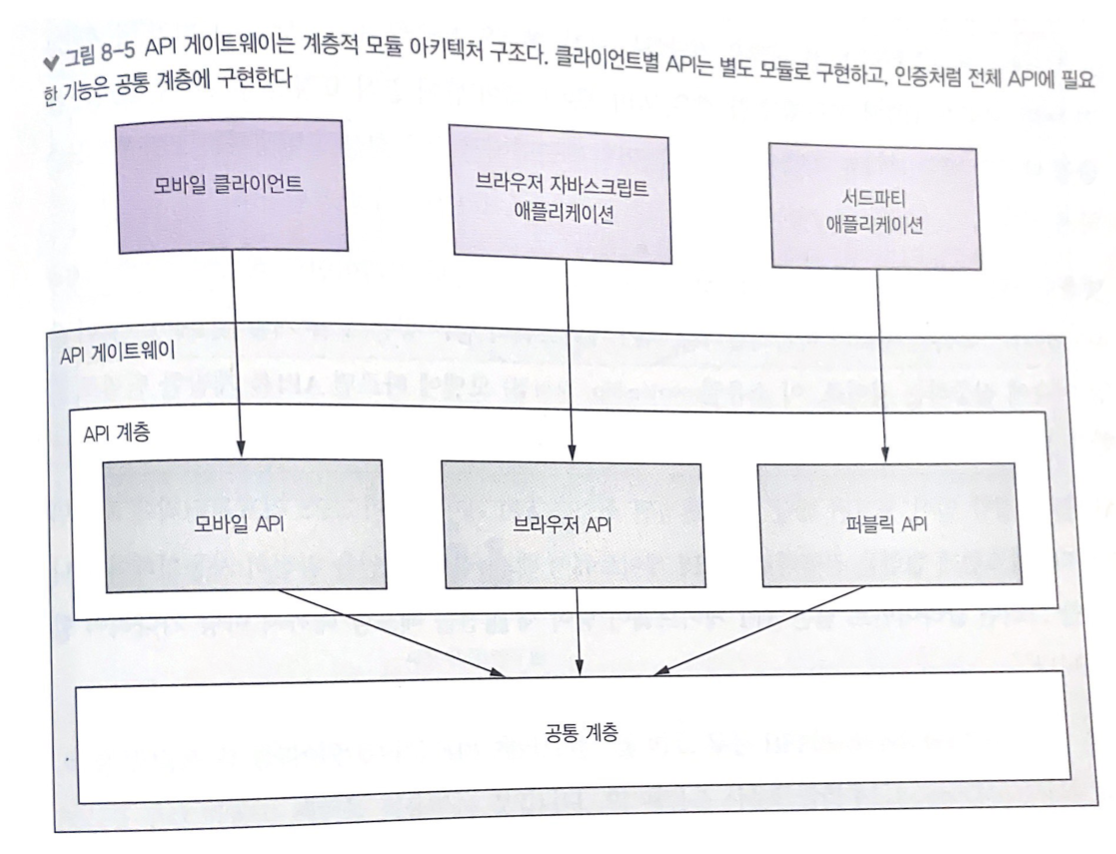 그림 8-5 API 게이트웨이는 계층적 모듈 아키텍처 구조다. 클라이언트별 API는 별도 모듈로 구현하고, 인증처럼 전체 API에 필요
한 기능은 공통 계층에 구현한다
모바일 클라이언트
브라우저 자바스크립트
애플리케이션
서드파티
애플리케이션
API 게이트웨이
API 계층
모바일 API
브라우저 API
퍼블릭 API
공통 계층